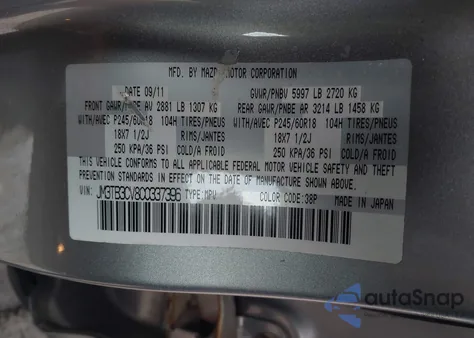 MFD. BY MAZDA MOTOR CORPORATION
DATE 09/11 GVWR/PNBV 5997 LB 2720 KG
FRONT GAWR/PNBE AV 2881 LB 1307 KG REAR GAWR/PNBE AR 3214 LB 1458 KG
WITH/AVEC P245/60R18 104H TIRES/PNEUS WITH/AVEC P245/60R18 104H TIRES/PNEUS
18X7 1/2J RIMS/JANTES 18X7 1/2J RIMS/JANTES
250 KPA/36 PSI COLD/A FROID 250 KPA/36 PSI COLD/A FROID
THIS VEHICLE CONFORMS TO ALL APPLICABLE FEDERAL MOTOR VEHICLE SAFETY AND THEFT
PREVENTION STANDARDS IN EFFECT ON THE DATE OF MANUFACTURE SHOWN ABOVE.
VIN: JM3TB3CV8C0337396 TYPE:MPV COLOR CODE:38P MADE IN JAPAN
autoSnap